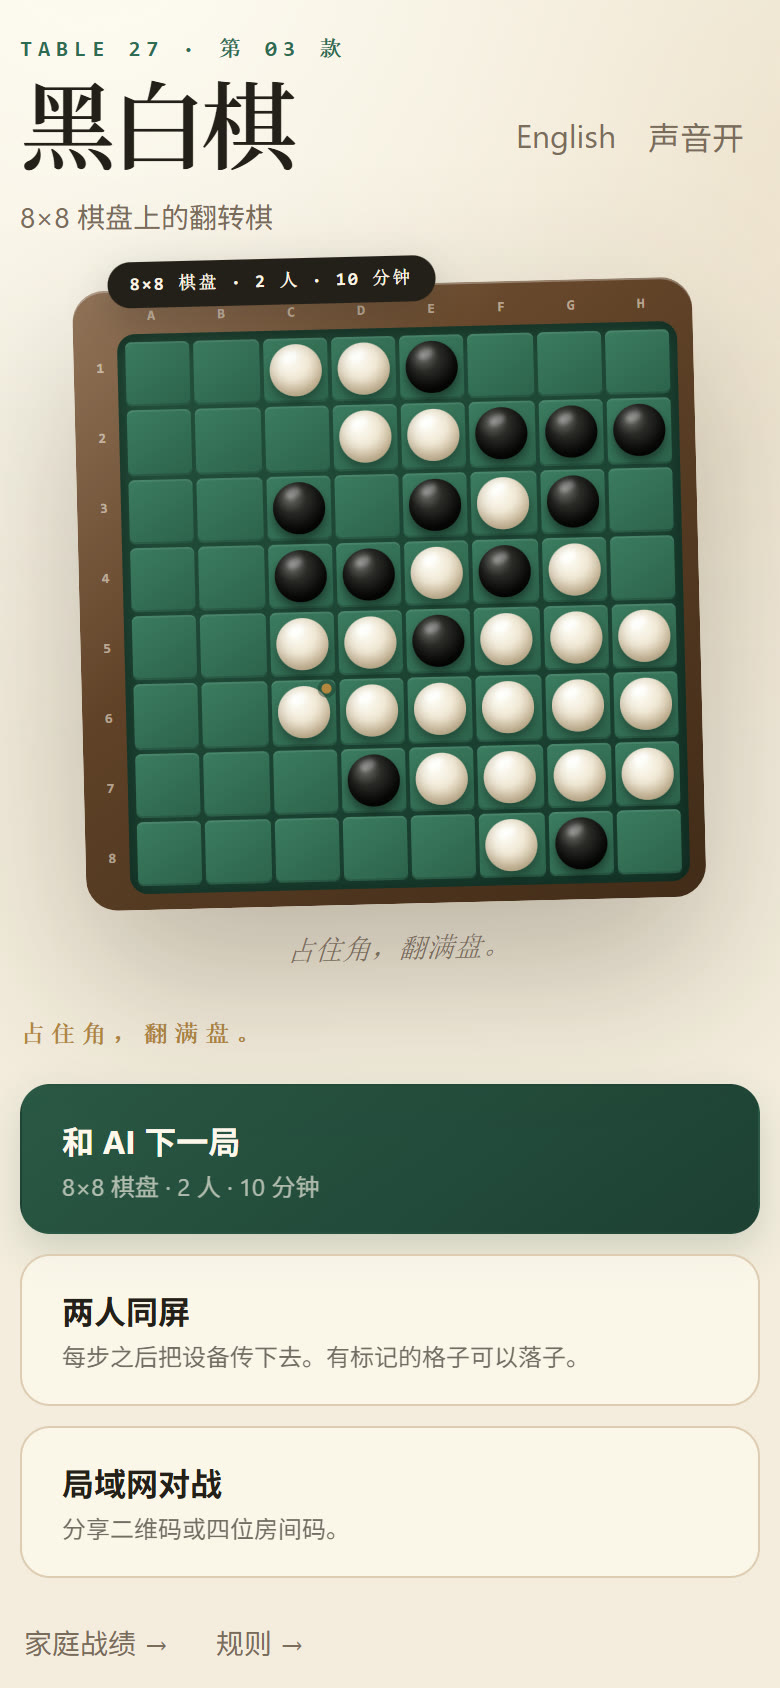 TABLE 27 · 第 03 款
黑白棋
English 声音开
8×8 棋盘上的翻转棋
8×8 棋盘 · 2 人 · 10 分钟
A B C D E F G H
1
2
3
4
5
6
7
8
占住角，翻满盘。
占住角，翻满盘。
和 AI 下一局
8×8 棋盘 · 2 人 · 10 分钟
两人同屏
每步之后把设备传下去。有标记的格子可以落子。
局域网对战
分享二维码或四位房间码。
家庭战绩 → 规则 →